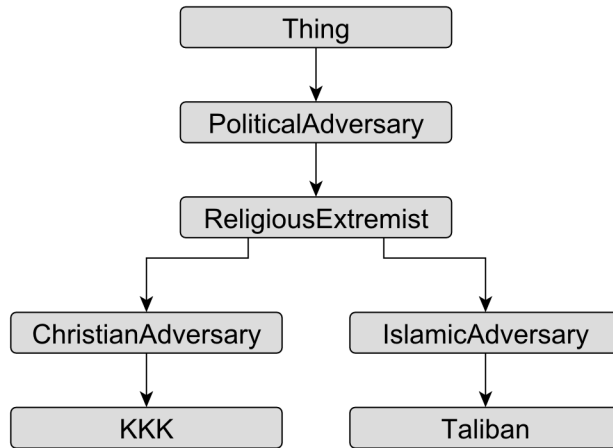 Thing
PoliticalAdversary
ReligiousExtremist
ChristianAdversary
IslamicAdversary
KKK
Taliban